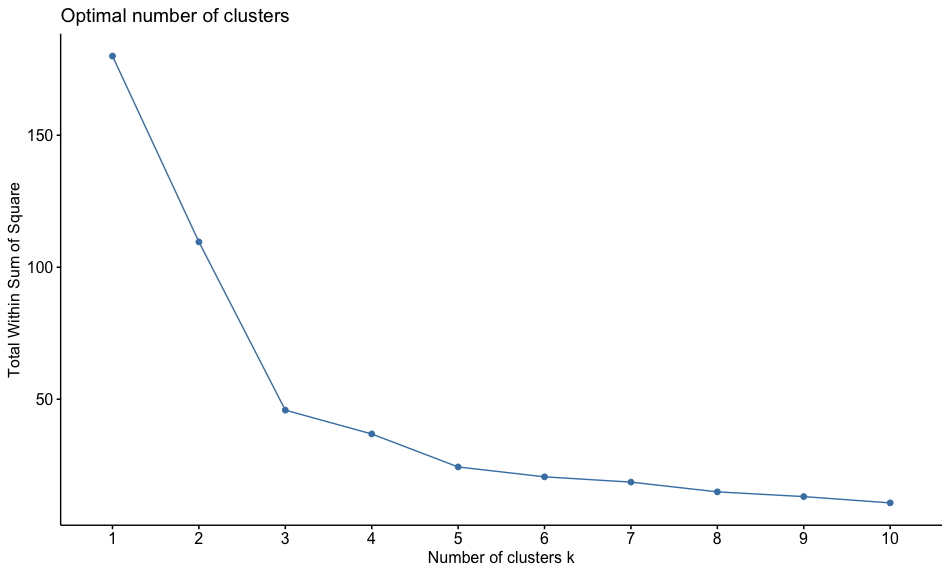 Optimal number of clusters
Total Within Sum of Square
150
100
50
1 2 3 4 5 6 7 8 9 10
Number of clusters k